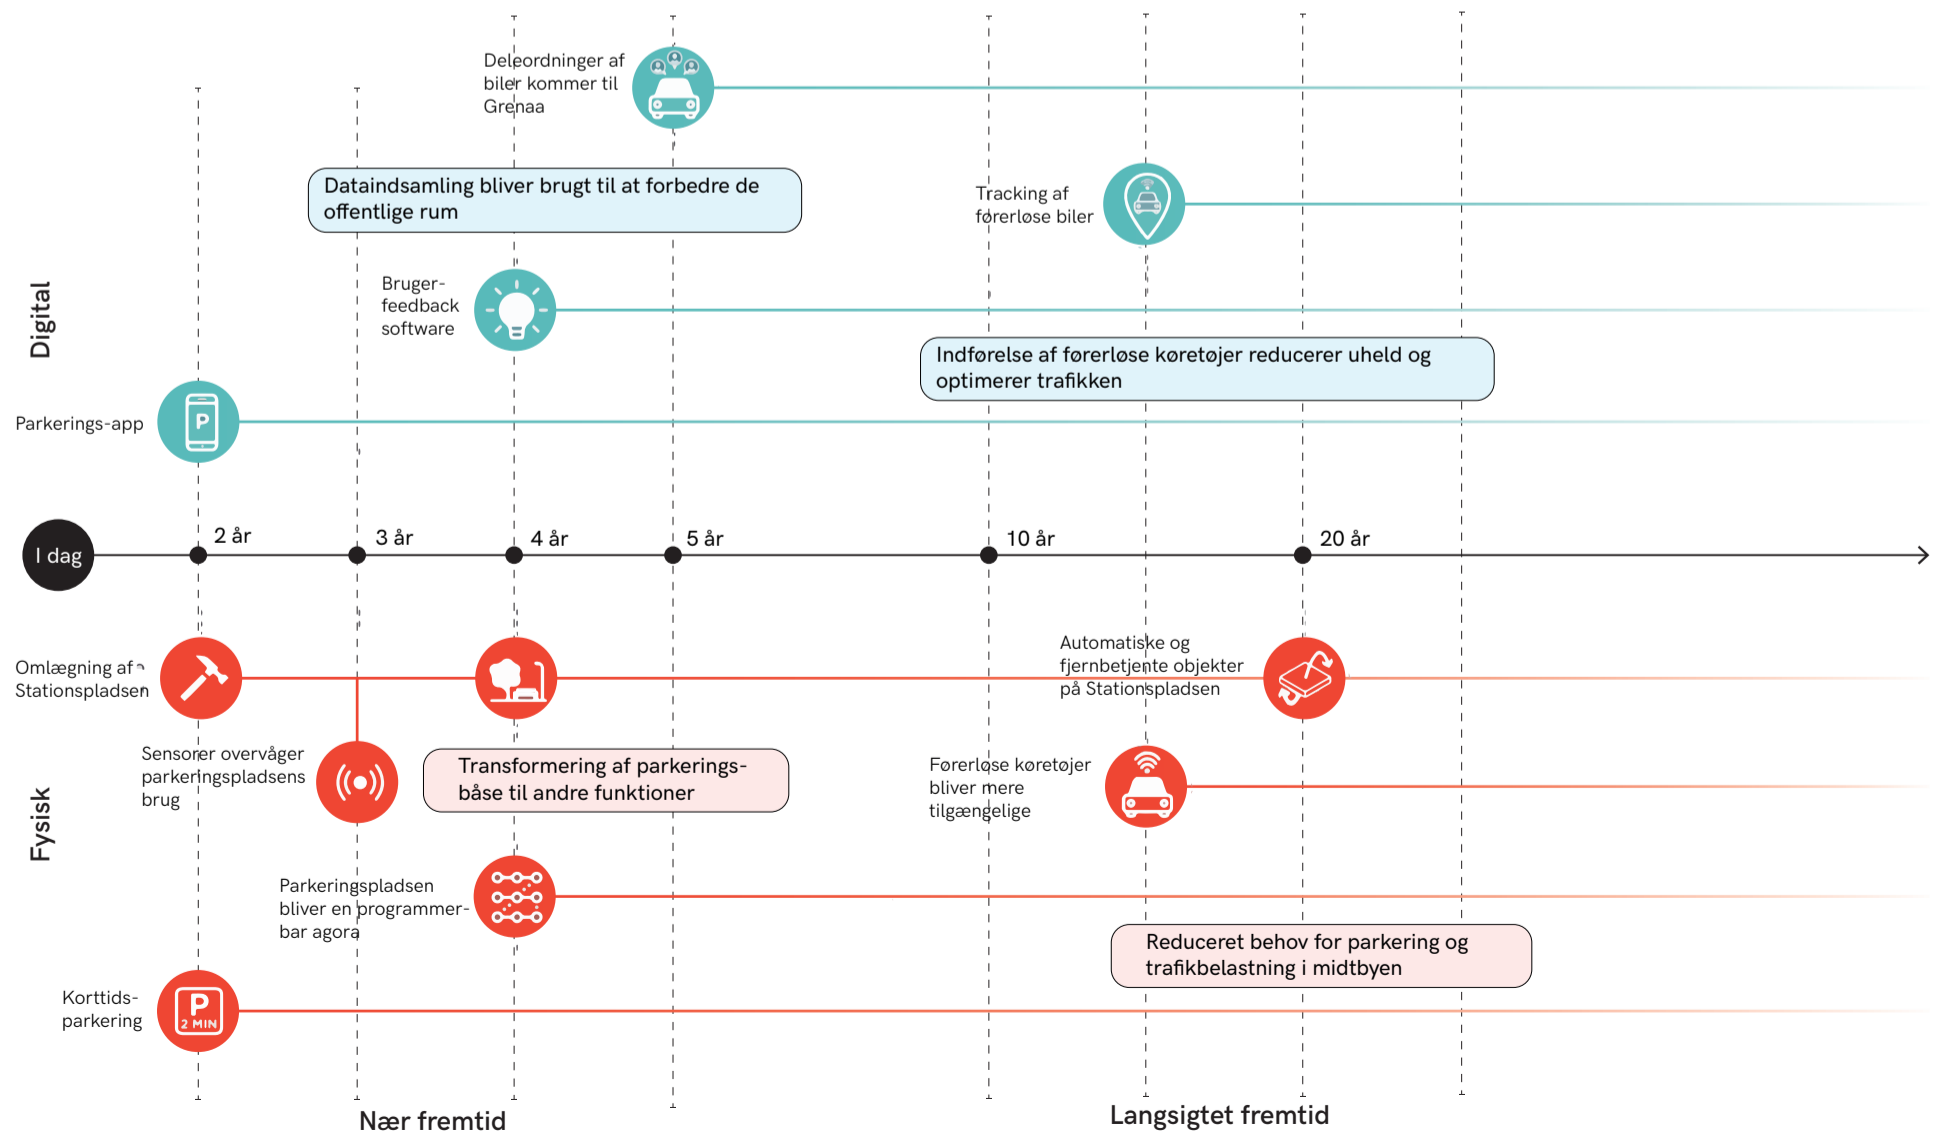 Deleordninger af
biler kommer til
Grenaa
Dataindsamling bliver brugt til at forbedre de
offentlige rum
Tracking af
førerløse biler
Bruger-
feedback
software
Digital
Indførelse af førerløse køretøjer reducerer uheld og
optimerer trafikken
Parkerings-app
P
I dag
2 år
3 år
4 år
5 år
10 år
20 år
Omlægning af
Stationspladsen
Automatiske og
fjernbetjente objekter
på Stationspladsen
Sensorer overvåger
parkeringspladsens
brug
Transformering af parkerings-
båse til andre funktioner
Førerløse køretøjer
bliver mere
tilgængelige
Fysisk
Parkeringspladsen
bliver en programmer-
bar agora
Reduceret behov for parkering og
trafikbelastning i midtbyen
Korttids-
parkering
P
2 MIN
Nær fremtid
Langsigtet fremtid